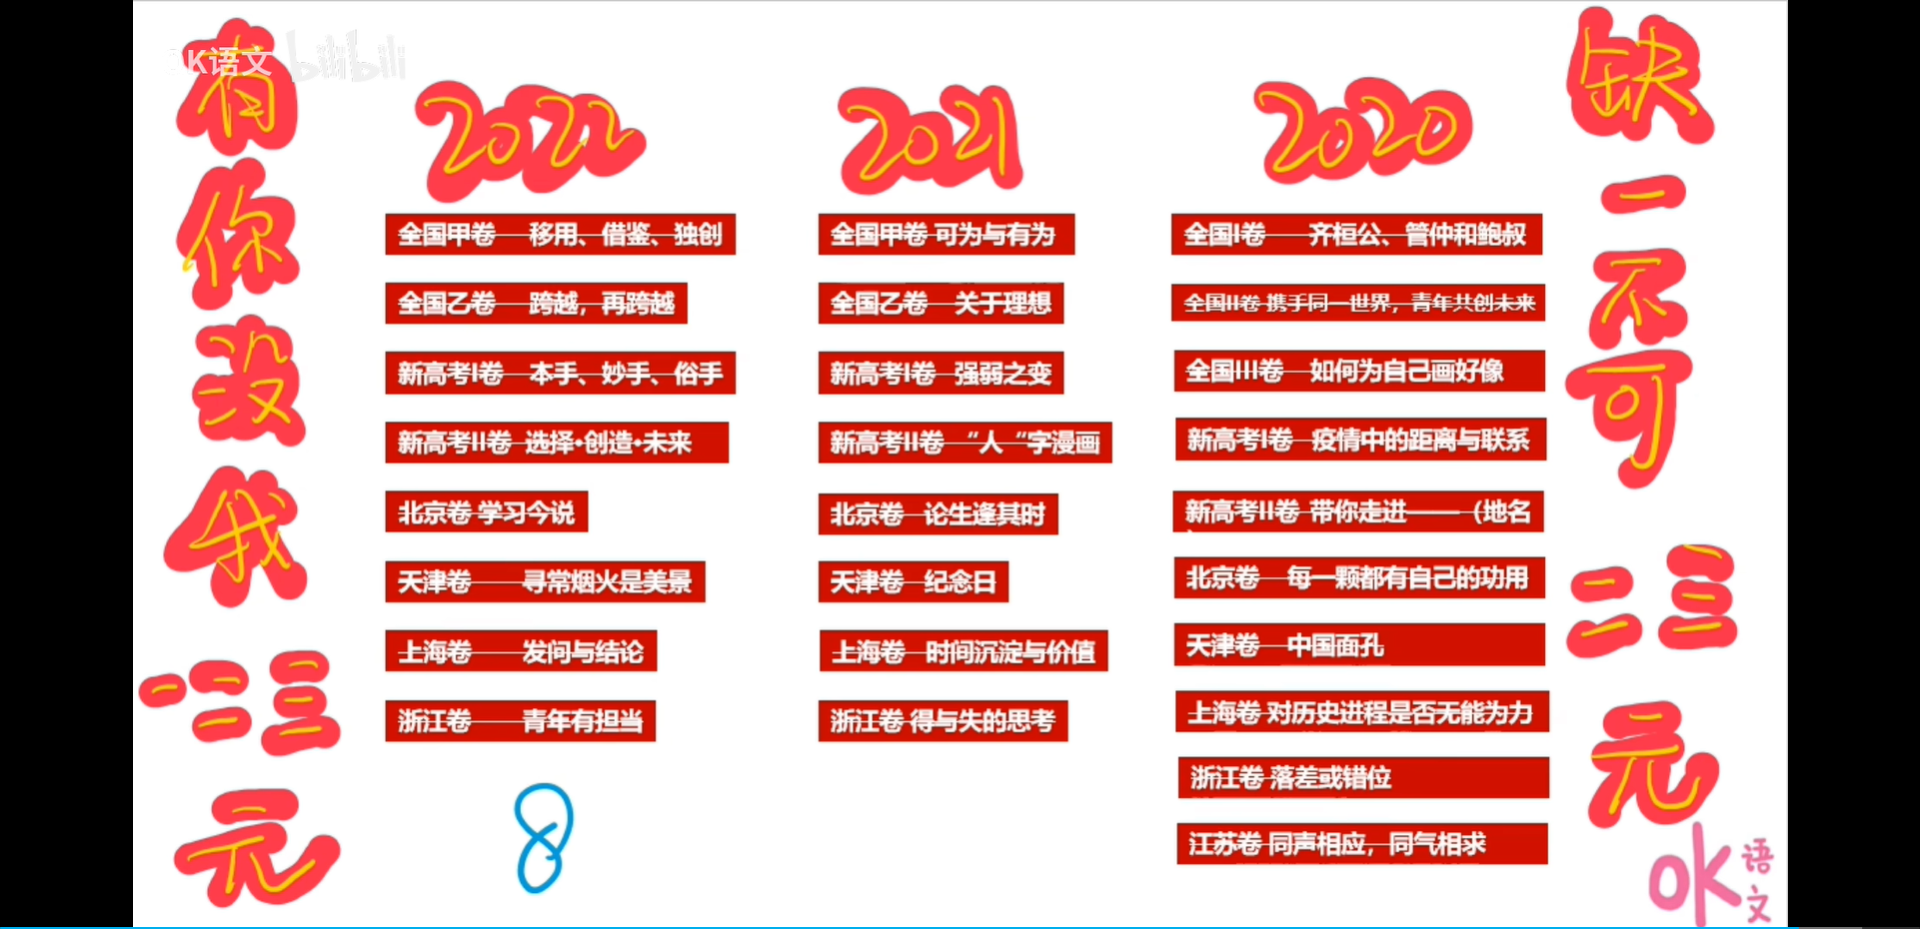 OK语文 bilibili
有你没我
一二三元
2022
全国甲卷 移用、借鉴、独创
全国乙卷 跨越，再跨越
新高考I卷 本手、妙手、俗手
新高考II卷 选择·创造·未来
北京卷 学习今说
天津卷 寻常烟火是美景
上海卷 发问与结论
浙江卷 青年有担当
8
2021
全国甲卷 可为与有为
全国乙卷 关于理想
新高考I卷 强弱之变
新高考II卷 “人“字漫画
北京卷 论生逢其时
天津卷 纪念日
上海卷 时间沉淀与价值
浙江卷 得与失的思考
2020
全国I卷 齐桓公、管仲和鲍叔
全国II卷 携手同一世界，青年共创未来
全国III卷 如何为自己画好像
新高考I卷 疫情中的距离与联系
新高考II卷 带你走进——（地名
北京卷 每一颗都有自己的功用
天津卷 中国面孔
上海卷 对历史进程是否无能为力
浙江卷 落差或错位
江苏卷 同声相应，同气相求
缺一不可
二三元
OK语文